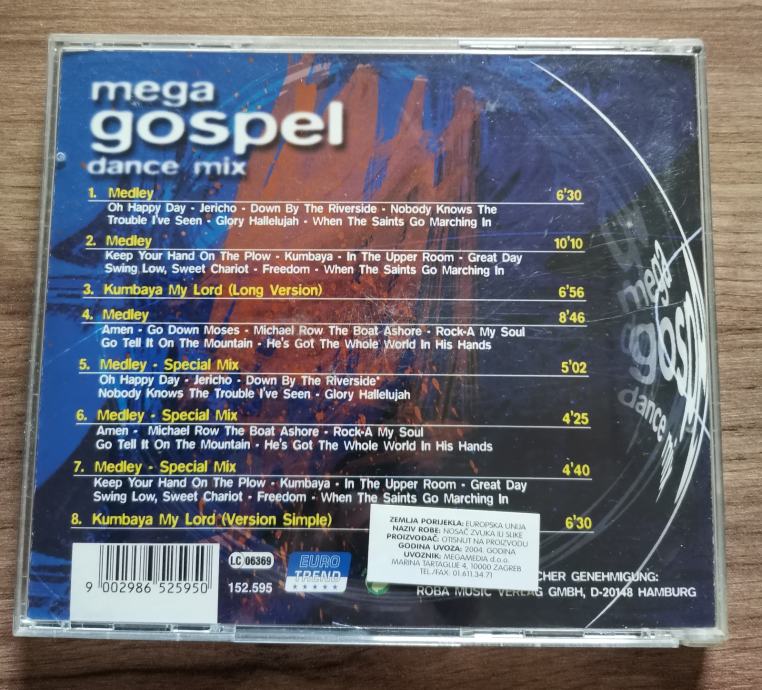 mega
gospel
dance mix
1. Medley 6'30
Oh Happy Day - Jericho - Down By The Riverside - Nobody Knows The
Trouble I've Seen - Glory Hallelujah - When The Saints Go Marching In
2. Medley 10'10
Keep Your Hand On The Plow - Kumbaya - In The Upper Room - Great Day
Swing Low, Sweet Chariot - Freedom - When The Saints Go Marching In
3. Kumbaya My Lord (Long Version) 6'56
4. Medley 8'46
Amen - Go Down Moses - Michael Row The Boat Ashore - Rock-A My Soul
Go Tell It On The Mountain - He's Got The Whole World In His Hands
5. Medley - Special Mix 5'02
Oh Happy Day - Jericho - Down By The Riverside"
Nobody Knows The Trouble I've Seen - Glory Hallelujah
6. Medley - Special Mix 4'25
Amen - Michael Row The Boat Ashore - Rock-A My Soul
Go Tell It On The Mountain - He's Got The Whole World In His Hands
7. Medley - Special Mix 4'40
Keep Your Hand On The Plow - Kumbaya - In The Upper Room - Great Day
Swing Low, Sweet Chariot - Freedom - When The Saints Go Marching In
8. Kumbaya My Lord (Version Simple) 6'30
mega
gospel
dance mix
ZEMLJA PORIJEKLA: EUROPSKA UNIJA
NAZIV ROBE: NOSAČ ZVUKA ILI SLIKE
PROIZVOĐAČ: OTISNUT NA PROIZVODU
GODINA UVOZA: 2004. GODINA
UVOZNIK: MEGAMEDIA d.o.o.
MARINA TARTAGLIE 4, 10000 ZAGREB
TEL./FAX: 01.611.34.71
9 002986 525950
LC 06369
152.595
EURO
TREND
CHER GENEHMIGUNG:
ROBA MUSIC VERLAG GMBH, D-20148 HAMBURG